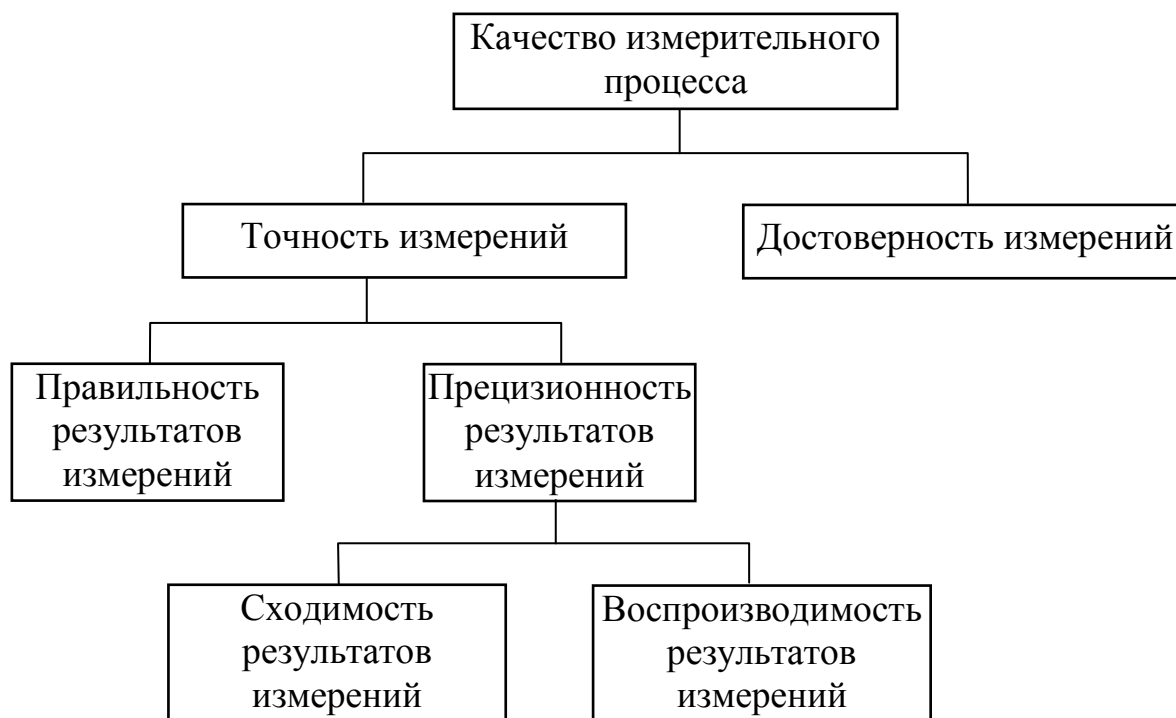 Качество измерительного
процесса
Точность измерений
Достоверность измерений
Правильность
результатов
измерений
Прецизионность
результатов
измерений
Сходимость
результатов
измерений
Воспроизводимость
результатов
измерений